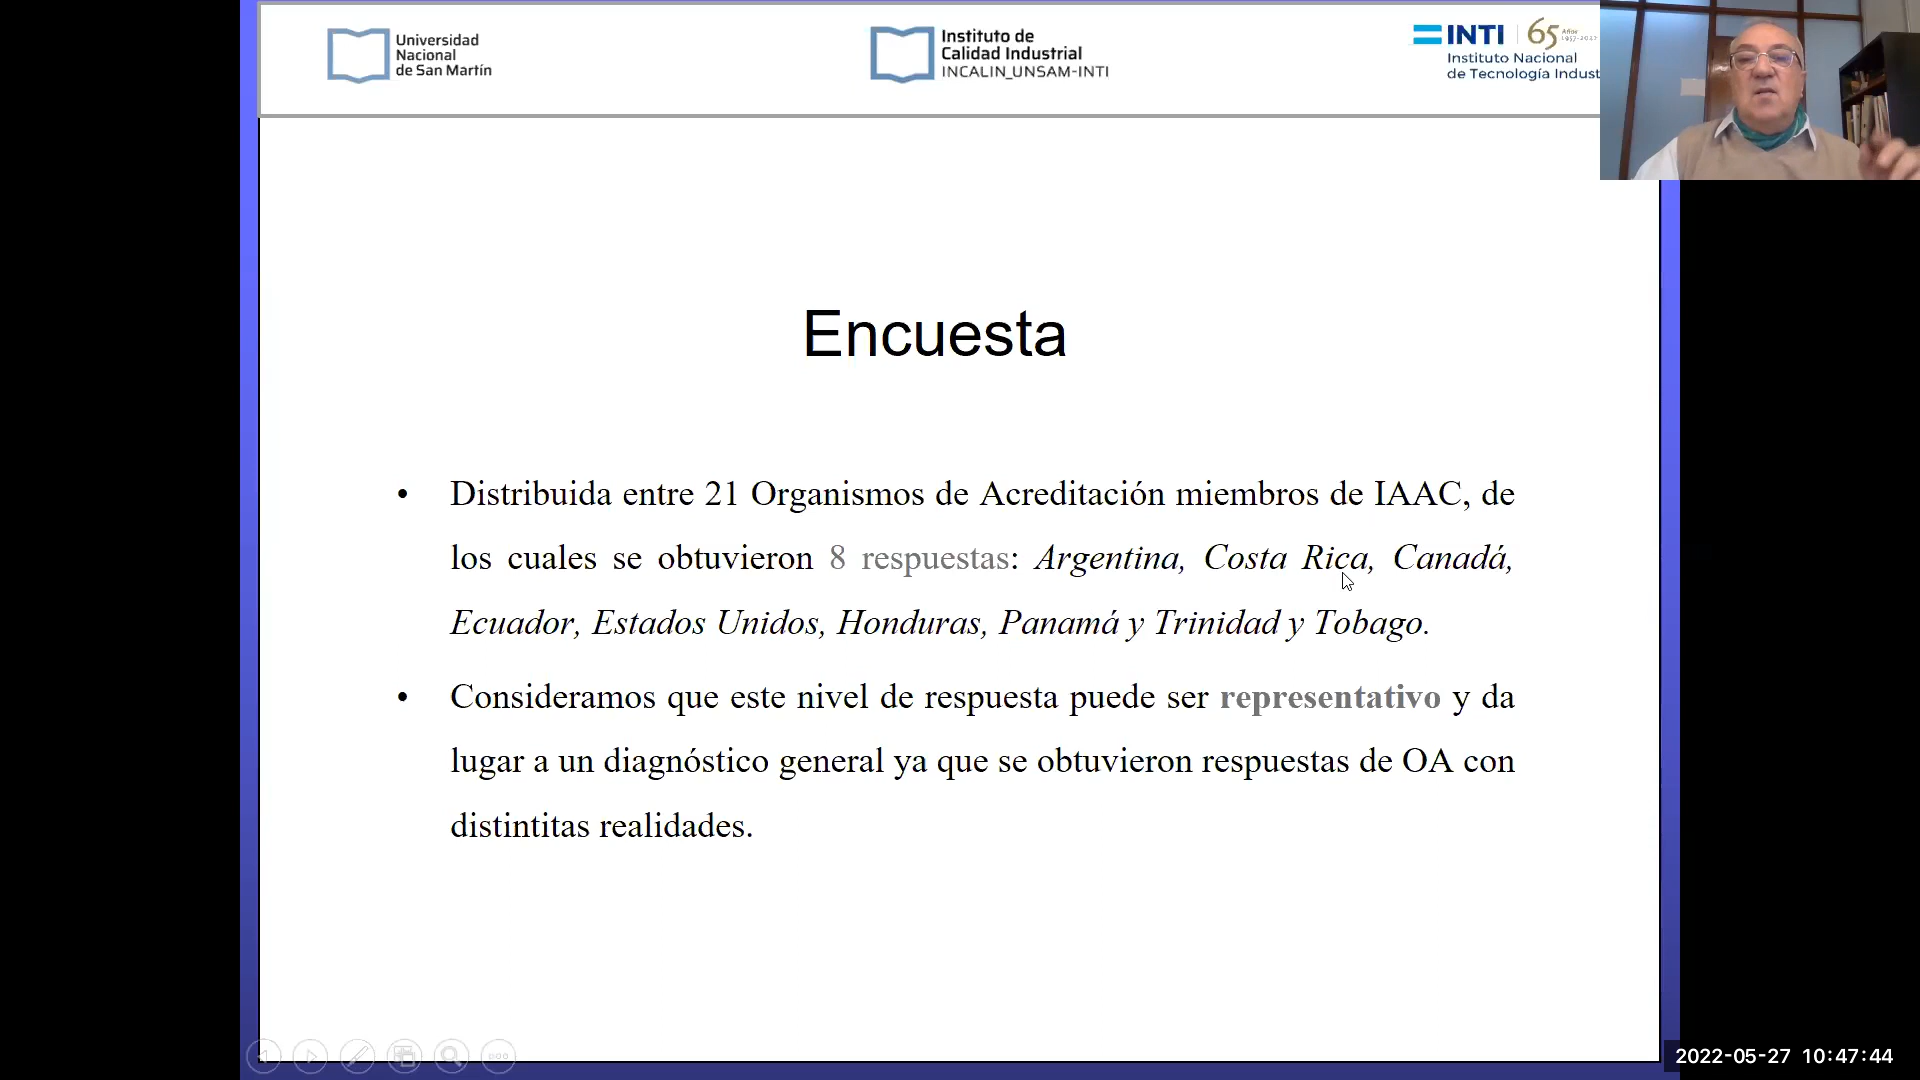 Universidad
Nacional
de San Martín
Instituto de
Calidad Industrial
INCALIN_UNSAM-INTI
INTI
65 Años
1957-2022
Instituto Nacional
de Tecnología Indust
Encuesta
• Distribuida entre 21 Organismos de Acreditación miembros de IAAC, de
los cuales se obtuvieron 8 respuestas: Argentina, Costa Rica, Canadá,
Ecuador, Estados Unidos, Honduras, Panamá y Trinidad y Tobago.
• Consideramos que este nivel de respuesta puede ser representativo y da
lugar a un diagnóstico general ya que se obtuvieron respuestas de OA con
distintitas realidades.
2022-05-27 10:47:44